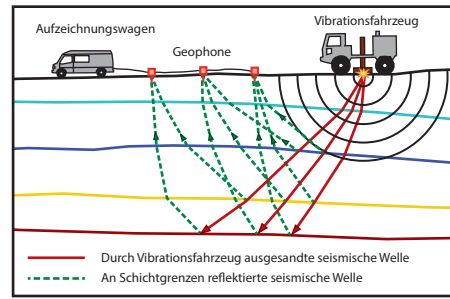 Vibrationsfahrzeug
Aufzeichnungswagen
Geophone
Durch Vibrationsfahrzeug ausgesandte seismische Welle
An Schichtgrenzen reflektierte seismische Welle